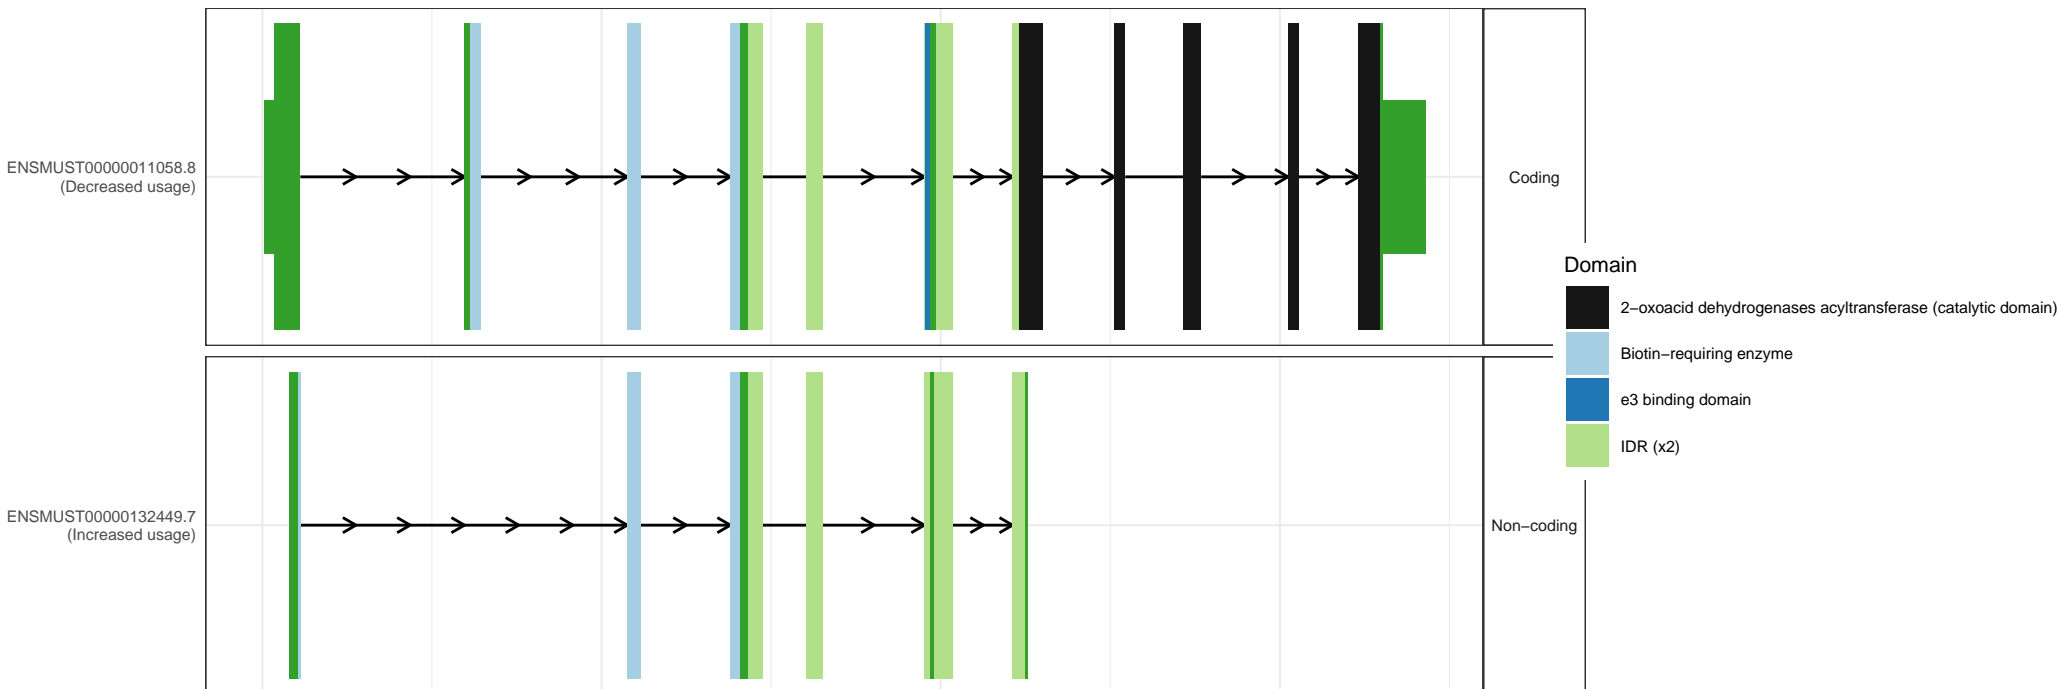 ENSMUST00000011058.8
(Decreased usage)
Coding
Domain
2−oxoacid dehydrogenases acyltransferase (catalytic domain)
Biotin−requiring enzyme
e3 binding domain
IDR (x2)
ENSMUST00000132449.7
(Increased usage)
Non−coding